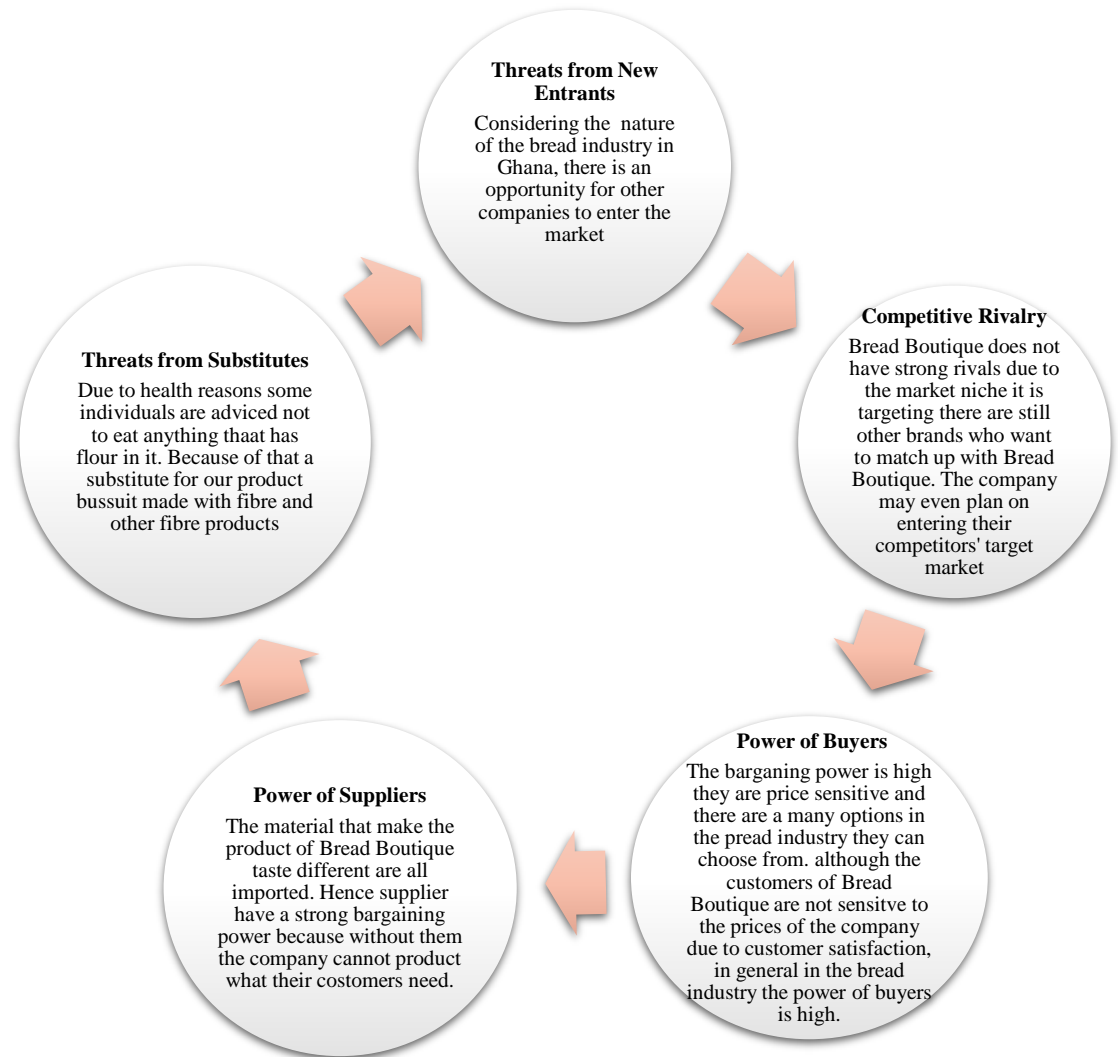 Threats from New
Entrants
Considering the nature
of the bread industry in
Ghana, there is an
opportunity for other
companies to enter the
market
Competitive Rivalry
Bread Boutique does not
have strong rivals due to
the market niche it is
targeting there are still
other brands who want
to match up with Bread
Boutique. The company
may even plan on
entering their
competitors' target
market
Power of Buyers
The barganing power is high
they are price sensitive and
there are a many options in
the pread industry they can
choose from. although the
customers of Bread
Boutique are not sensitve to
the prices of the company
due to customer satisfaction,
in general in the bread
industry the power of buyers
is high.
Power of Suppliers
The material that make the
product of Bread Boutique
taste different are all
imported. Hence supplier
have a strong bargaining
power because without them
the company cannot product
what their costomers need.
Threats from Substitutes
Due to health reasons some
individuals are adviced not
to eat anything thaat has
flour in it. Because of that a
substitute for our product
bussuit made with fibre and
other fibre products